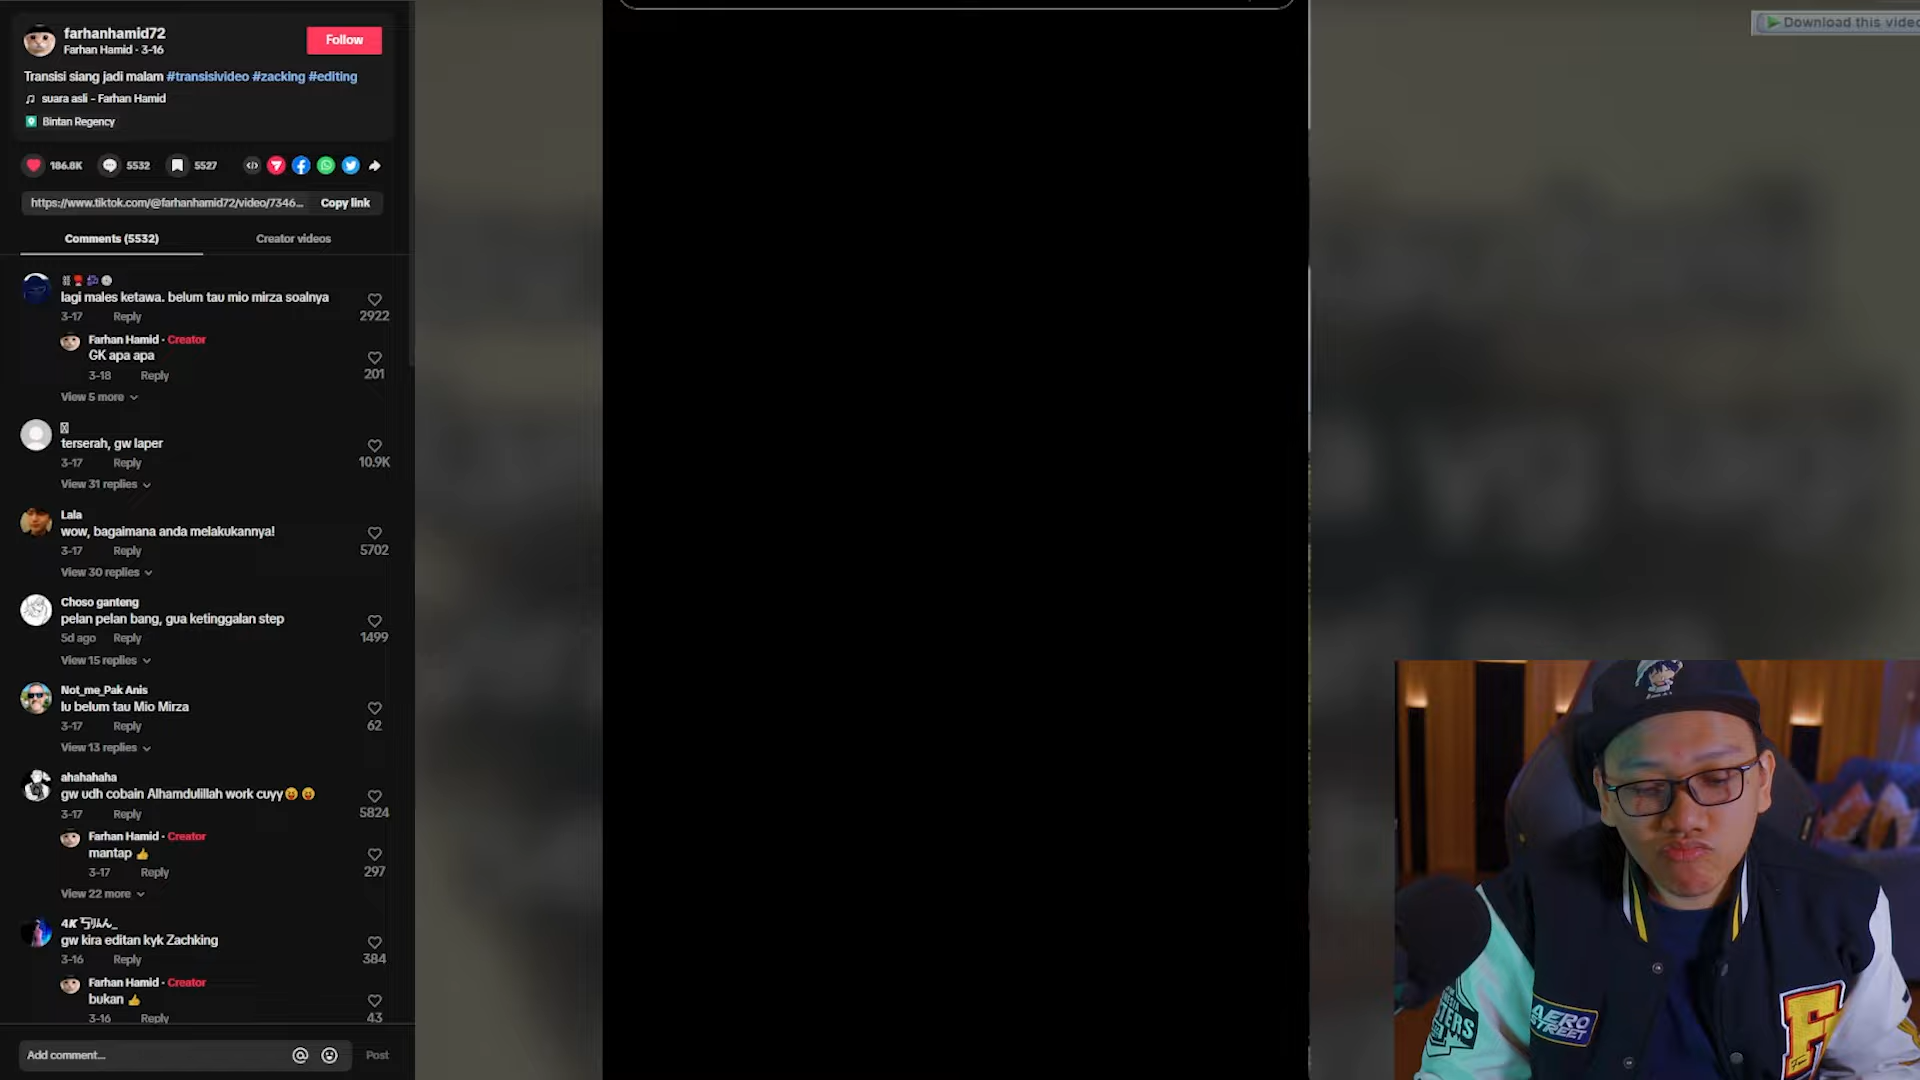 farhanhamid72
Farhan Hamid · 3-16
Follow
Transisi siang jadi malam #transisivideo #zacking #editing
suara asli - Farhan Hamid
Bintan Regency
186.8K
5532
5527
https://www.tiktok.com/@farhanhamid72/video/7346...
Copy link
Comments (5532)
Creator videos
lagi males ketawa. belum tau mio mirza soalnya
3-17 Reply
2922
Farhan Hamid · Creator
GK apa apa
3-18 Reply
201
View 5 more
terserah, gw laper
3-17 Reply
10.9K
View 31 replies
Lala
wow, bagaimana anda melakukannya!
3-17 Reply
5702
View 30 replies
Choso ganteng
pelan pelan bang, gua ketinggalan step
5d ago Reply
1499
View 15 replies
Not_me_Pak Anis
lu belum tau Mio Mirza
3-17 Reply
62
View 13 replies
ahahahaha
gw udh cobain Alhamdulillah work cuyy😝 😝
3-17 Reply
5824
Farhan Hamid · Creator
mantap 👍
3-17 Reply
297
View 22 more
gw kira editan kyk Zachking
3-16 Reply
384
Farhan Hamid · Creator
bukan 👍
3-16 Reply
43
Add comment...
Post
Download this video
AERO
STREET